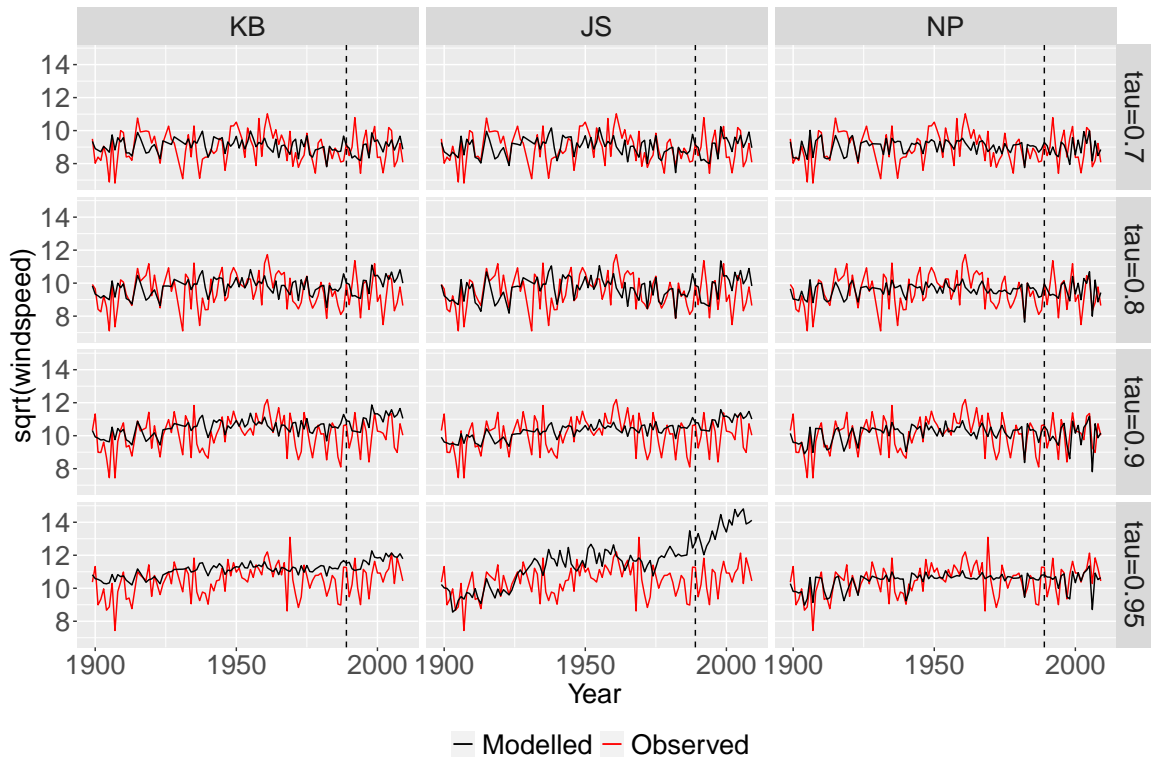 KB JS NP
14
12
10
8
tau=0.7
14
12
10
8
tau=0.8
14
12
10
8
tau=0.9
14
12
10
8
tau=0.95
sqrt(windspeed)
1900 1950 2000 1900 1950 2000 1900 1950 2000
Year
Modelled Observed